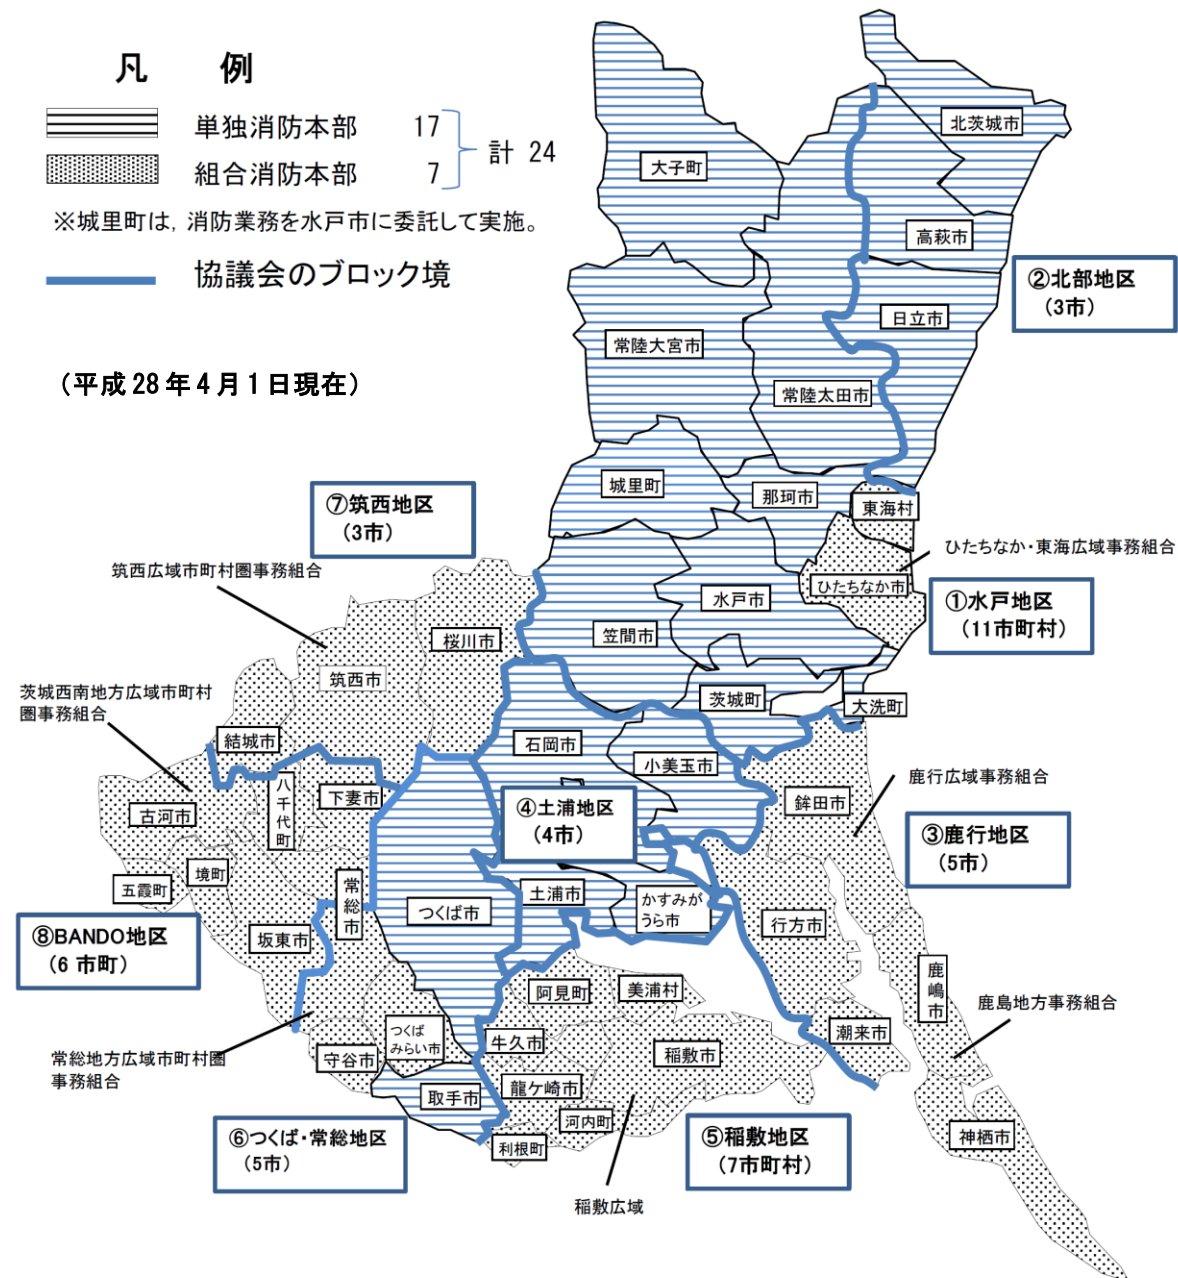 凡　例
単独消防本部　17
組合消防本部　7
計 24
※城里町は，消防業務を水戸市に委託して実施。
協議会のブロック境
（平成28年4月1日現在）
北茨城市
大子町
高萩市
②北部地区
（3市）
日立市
常陸大宮市
常陸太田市
城里町
那珂市
東海村
⑦筑西地区
（3市）
ひたちなか・東海広域事務組合
筑西広域市町村圏事務組合
ひたちなか市
①水戸地区
（11市町村）
水戸市
笠間市
桜川市
筑西市
茨城西南地方広域市町村
圏事務組合
茨城町
大洗町
結城市
石岡市
小美玉市
鹿行広域事務組合
八千代町
下妻市
古河市
鉾田市
④土浦地区
（4市）
③鹿行地区
（5市）
境町
五霞町
常総市
土浦市
かすみが
うら市
つくば市
行方市
⑧BANDO地区
（6 市町）
坂東市
鹿嶋市
阿見町
美浦村
鹿島地方事務組合
潮来市
つくば
みらい市
牛久市
稲敷市
常総地方広域市町村圏
事務組合
守谷市
龍ケ崎市
取手市
河内町
⑥つくば・常総地区
（5市）
利根町
⑤稲敷地区
（7市町村）
神栖市
稲敷広域